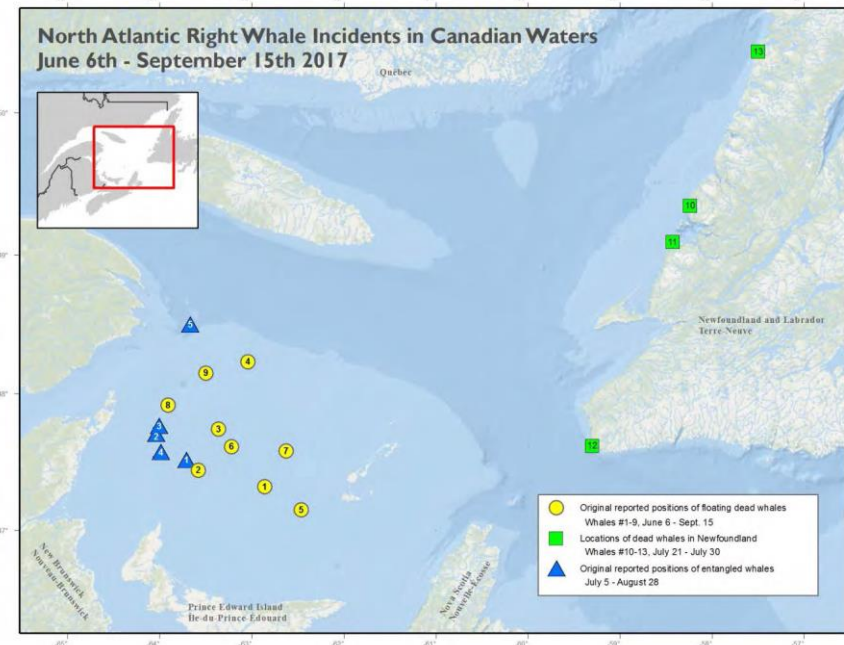 North Atlantic Right Whale Incidents in Canadian Waters
June 6th - September 15th 2017
Québec
13
10
11
5
4
9
8
3
3
2
6
7
4
1
2
1
5
12
Newfoundland and Labrador
Terre-Neuve
New Brunswick
Nouveau-Brunswick
Prince Edward Island
Île-du-Prince-Édouard
Nova Scotia
Nouvelle-Écosse
Original reported positions of floating dead whales
Whales #1-9, June 6 - Sept. 15
Locations of dead whales in Newfoundland
Whales #10-13, July 21 - July 30
Original reported positions of entangled whales
July 5 - August 28